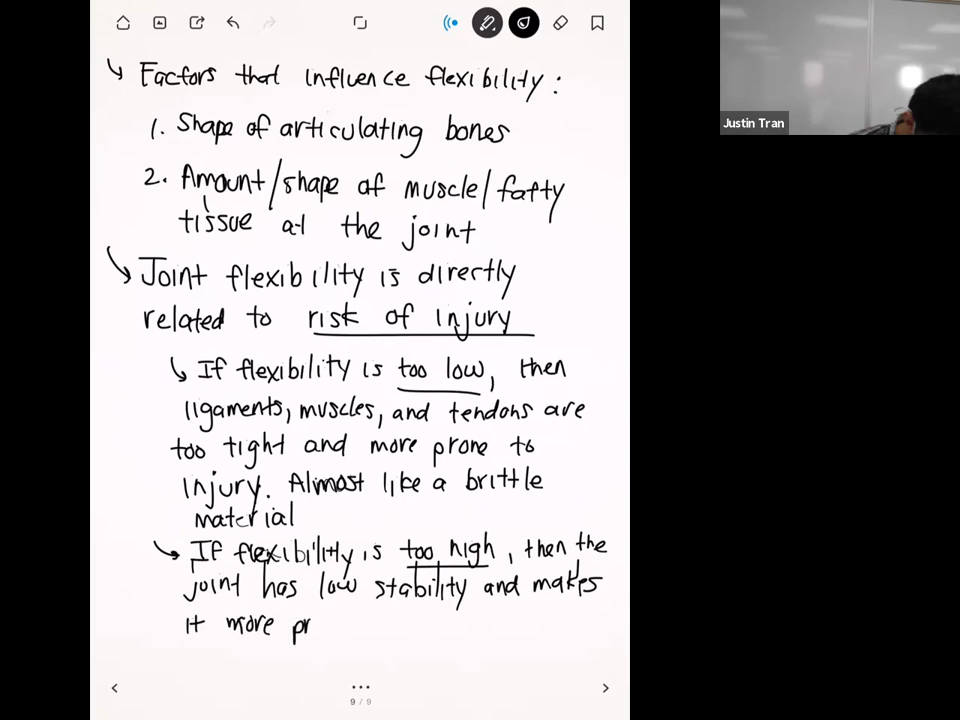 ↳ Factors that influence flexibility:
1. Shape of articulating bones
2. Amount/shape of muscle/fatty
tissue at the joint
↳ Joint flexibility is directly
related to risk of injury
↳ If flexibility is too low, then
ligaments, muscles, and tendons are
too tight and more prone to
injury. Almost like a brittle
material
↳ If flexibility is too high, then the
joint has low stability and makes
it more pr
9 / 9
Justin Tran